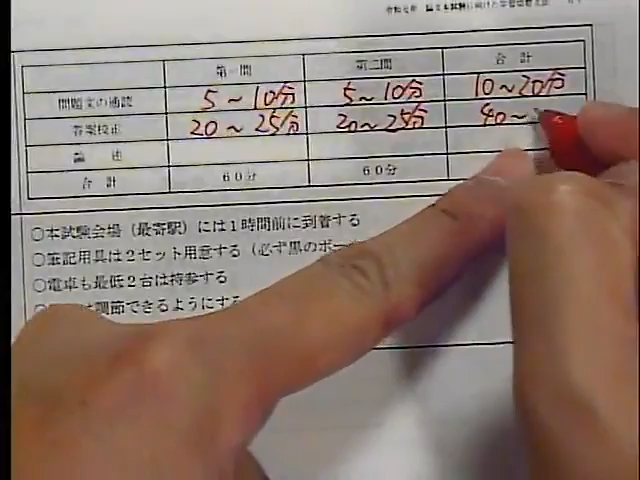 第一問 第二問 合計
問題文の通読 5～10分 5～10分 10～20分
答案校正 20～25分 20～25分 40～
論述
合計 60分 60分
○本試験会場（最寄駅）には1時間前に到着する
○筆記用具は2セット用意する（必ず黒のボー
○電卓も最低2台は持参する
調節できるようにする